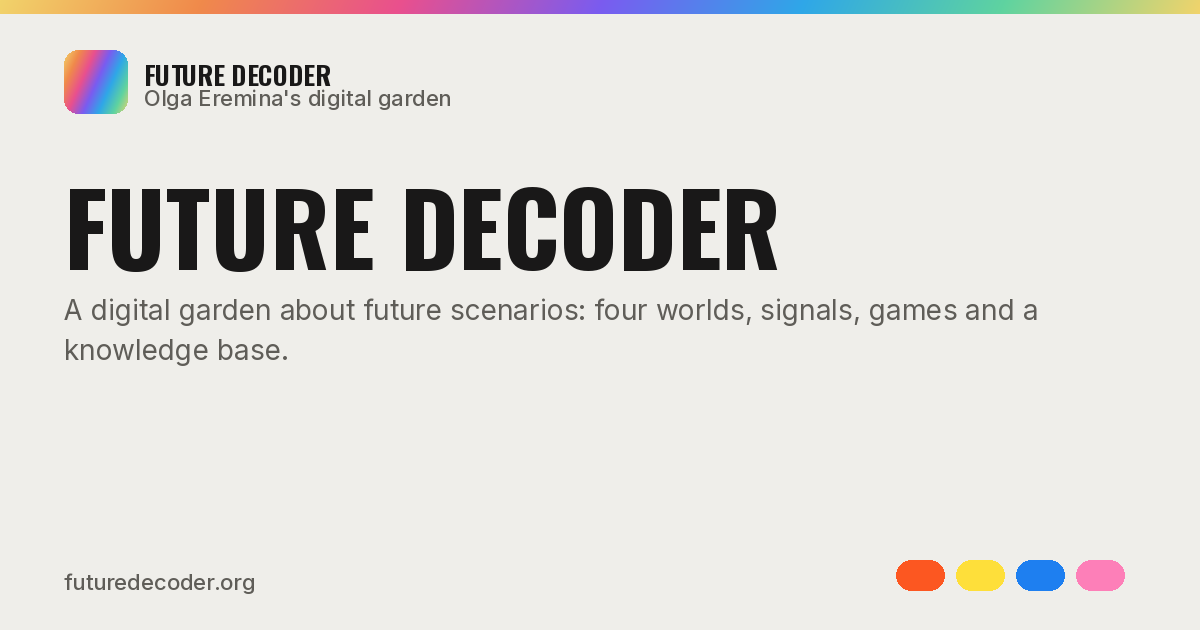 FUTURE DECODER
Olga Eremina's digital garden
FUTURE DECODER
A digital garden about future scenarios: four worlds, signals, games and a
knowledge base.
futuredecoder.org